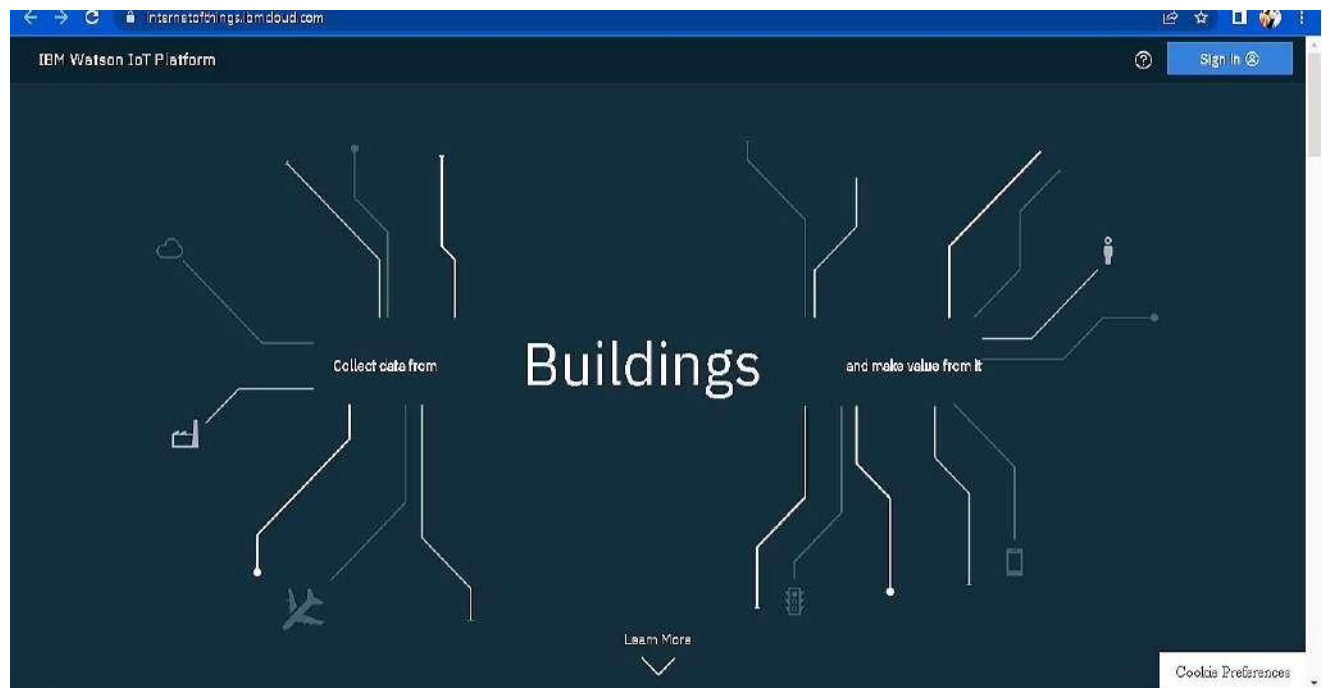 internetofthings.ibmcloud.com
IBM Watson IoT Platform
Sign in
Collect data from
Buildings
and make value from it
Learn More
Cookie Preferences